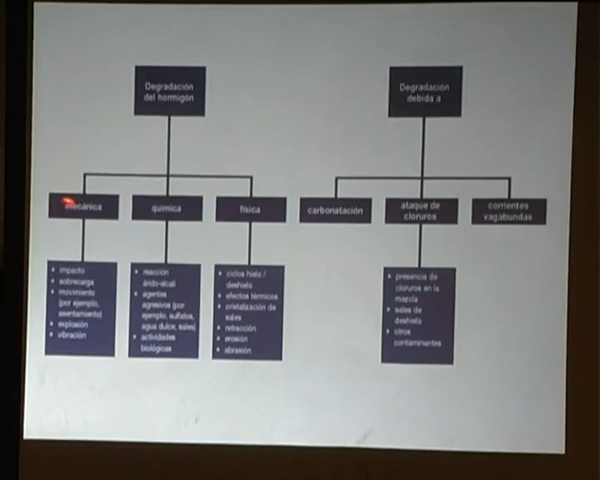 Degradación
del hormigón
Degradación
debida a
mecánica
química
física
carbonatación
ataque de
cloruros
corrientes
vagabundas
impacto
sobrecarga
movimiento
(por ejemplo,
asentamiento)
explosión
vibración
reacción
árido-álcali
agentes
agresivos (por
ejemplo, sulfatos,
agua dulce, sales)
actividades
biológicas
ciclos hielo /
deshielo
efectos térmicos
cristalización de
sales
retracción
erosión
abrasión
presencia de
cloruros en la
mezcla
sales de
deshielo
otros
contaminantes